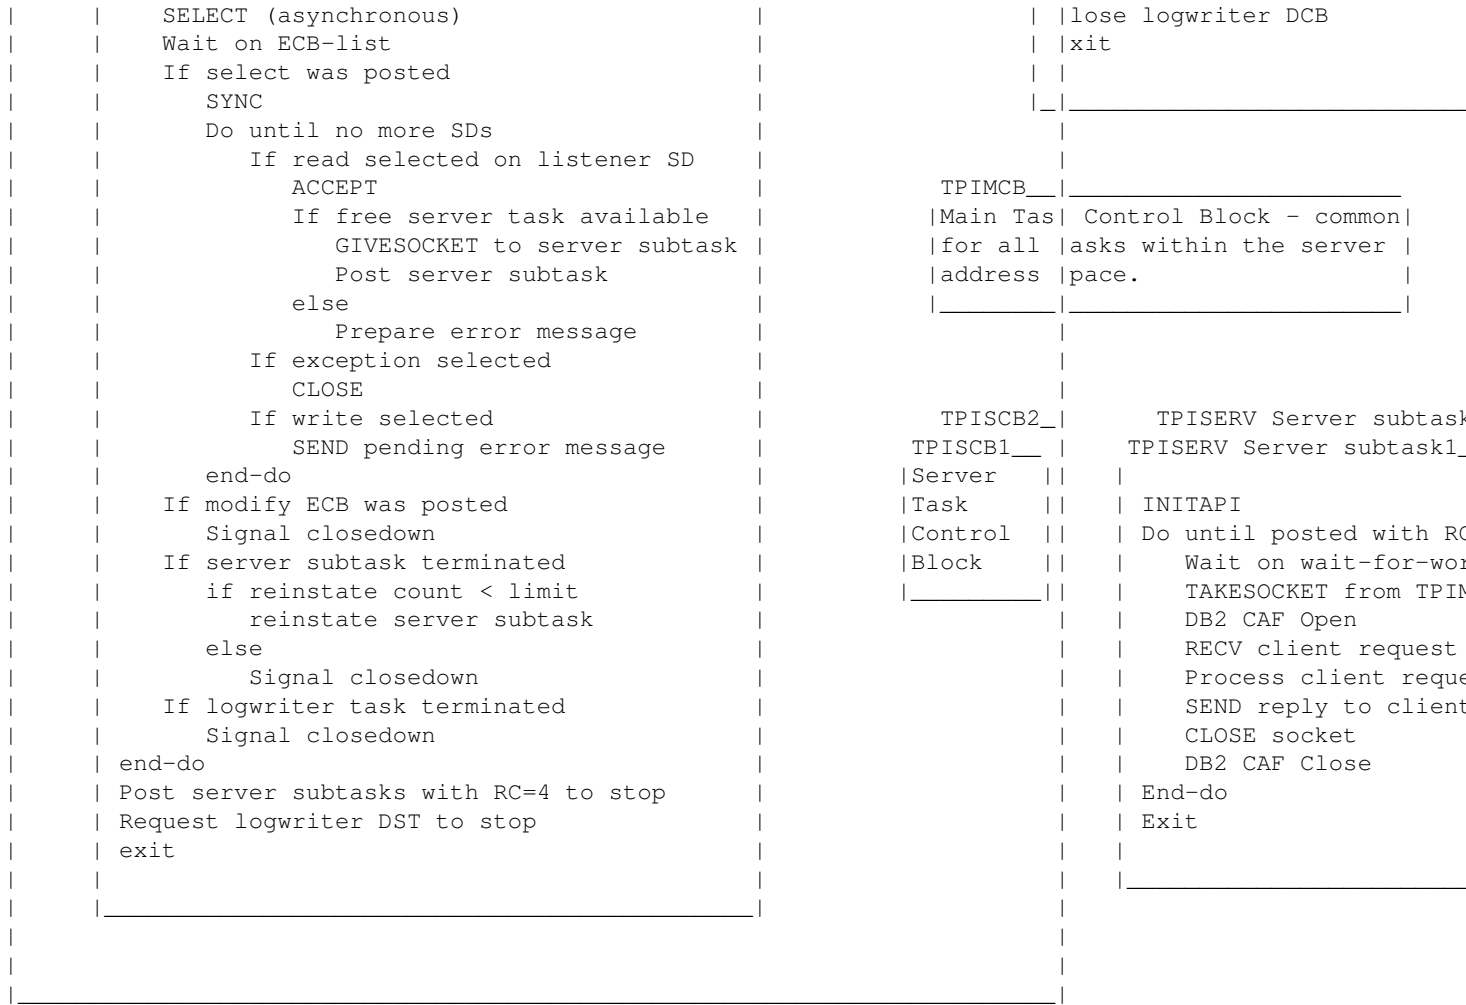 SELECT (asynchronous) lose logwriter DCB
Wait on ECB-list xit
If select was posted
SYNC
Do until no more SDs
If read selected on listener SD
ACCEPT TPIMCB__
If free server task available Main Tas Control Block - common
GIVESOCKET to server subtask for all asks within the server
Post server subtask address pace.
else
Prepare error message
If exception selected
CLOSE
If write selected TPISCB2_ TPISERV Server subtask
SEND pending error message TPISCB1__ TPISERV Server subtask1_
end-do Server
If modify ECB was posted Task INITAPI
Signal closedown Control Do until posted with RC
If server subtask terminated Block Wait on wait-for-wor
if reinstate count < limit TAKESOCKET from TPIM
reinstate server subtask DB2 CAF Open
else RECV client request
Signal closedown Process client reque
If logwriter task terminated SEND reply to client
Signal closedown CLOSE socket
end-do DB2 CAF Close
Post server subtasks with RC=4 to stop End-do
Request logwriter DST to stop Exit
exit